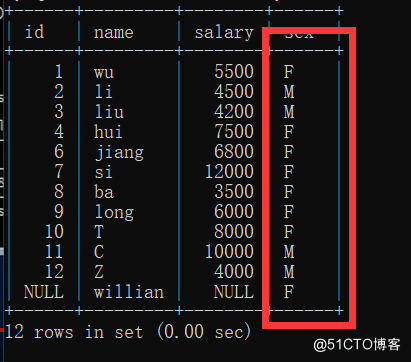 id name salary sex
1 wu 5500 F
2 li 4500 M
3 liu 4200 M
4 hui 7500 F
6 jiang 6800 F
7 si 12000 F
8 ba 3500 F
9 long 6000 F
10 T 8000 F
11 C 10000 M
12 Z 4000 M
NULL willian NULL F
12 rows in set (0.00 sec)
@51CTO博客